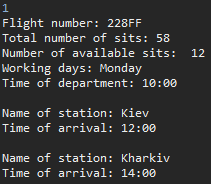 1
Flight number: 228FF
Total number of sits: 58
Number of available sits:  12
Working days: Monday
Time of department: 10:00

Name of station: Kiev
Time of arrival: 12:00

Name of station: Kharkiv
Time of arrival: 14:00